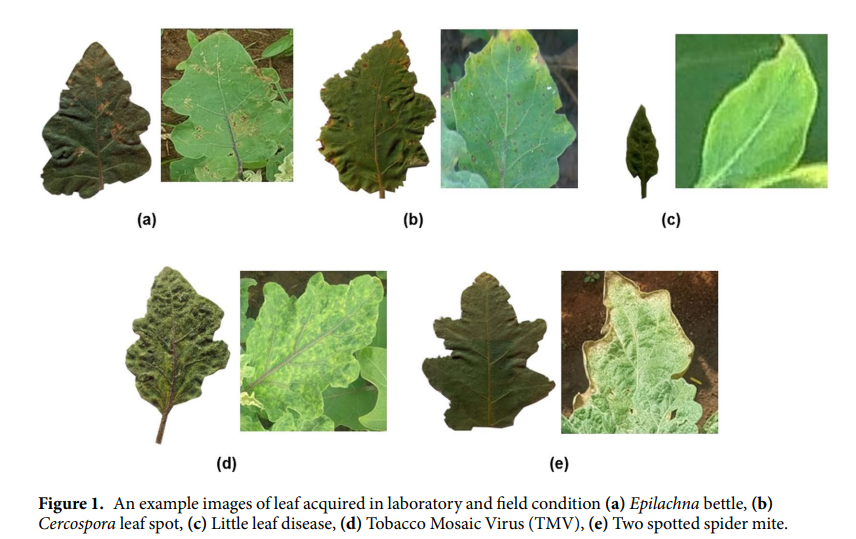 (a)
(b)
(c)
(d)
(e)
Figure 1. An example images of leaf acquired in laboratory and field condition (a) Epilachna bettle, (b)
Cercospora leaf spot, (c) Little leaf disease, (d) Tobacco Mosaic Virus (TMV), (e) Two spotted spider mite.